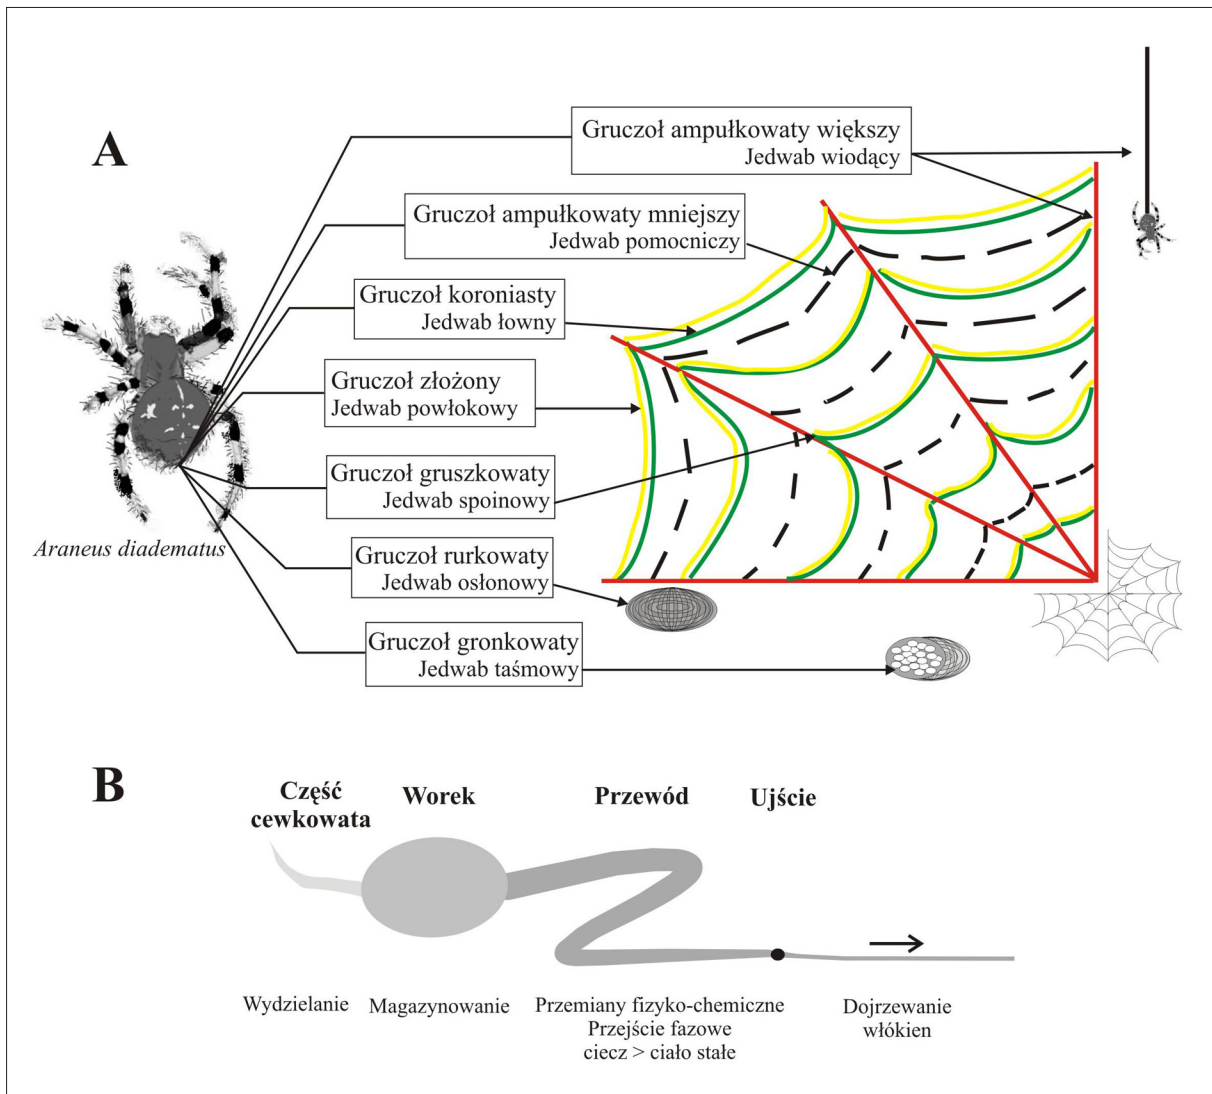 A
Gruczoł ampułkowaty większy
Jedwab wiodący
Gruczoł ampułkowaty mniejszy
Jedwab pomocniczy
Gruczoł koroniasty
Jedwab łowny
Gruczoł złożony
Jedwab powłokowy
Gruczoł gruszkowaty
Jedwab spoinowy
Araneus diadematus
Gruczoł rurkowaty
Jedwab osłonowy
Gruczoł gronkowaty
Jedwab taśmowy
B
Część
cewkowata
Worek
Przewód
Ujście
Wydzielanie
Magazynowanie
Przemiany fizyko-chemiczne
Przejście fazowe
ciecz > ciało stałe
Dojrzewanie
włókien